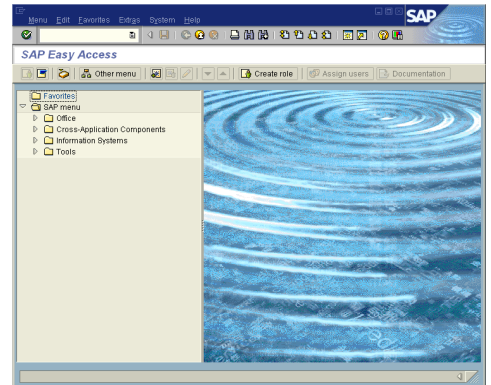 Menu Edit Favorites Extras System Help
SAP
SAP Easy Access
Other menu Create role Assign users Documentation
Favorites
SAP menu
Office
Cross-Application Components
Information Systems
Tools